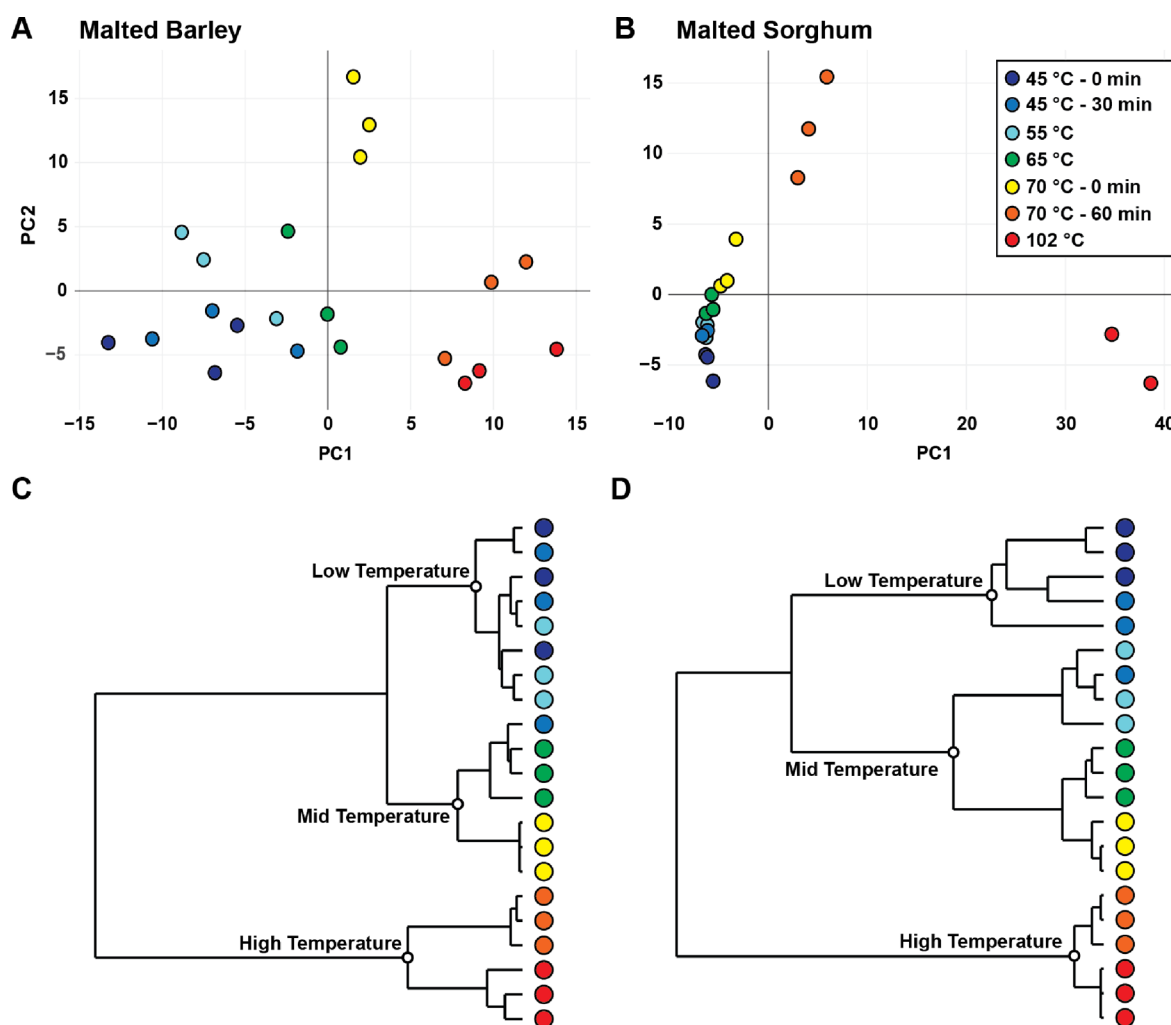 A Malted Barley
15
10
5
0
−5
−15 −10 −5 0 5 10 15
PC2
PC1
B Malted Sorghum
15
10
5
0
−5
−10 0 10 20 30 40
PC1
45 °C - 0 min
45 °C - 30 min
55 °C
65 °C
70 °C - 0 min
70 °C - 60 min
102 °C
C
Low Temperature
Mid Temperature
High Temperature
D
Low Temperature
Mid Temperature
High Temperature